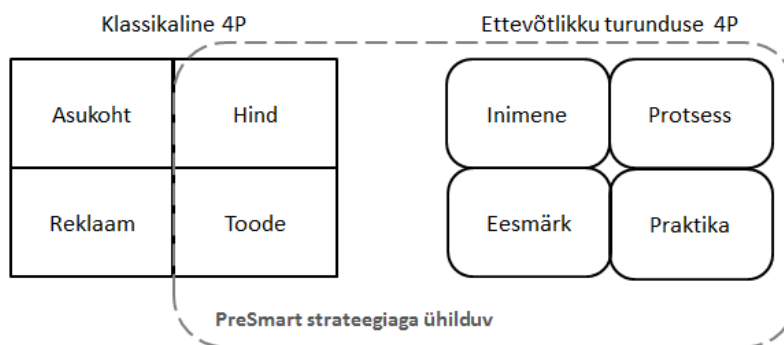 Klassikaline 4P
Ettevõtlikku turunduse 4P
Asukoht
Hind
Inimene
Protsess
Reklaam
Toode
Eesmärk
Praktika
PreSmart strateegiaga ühilduv